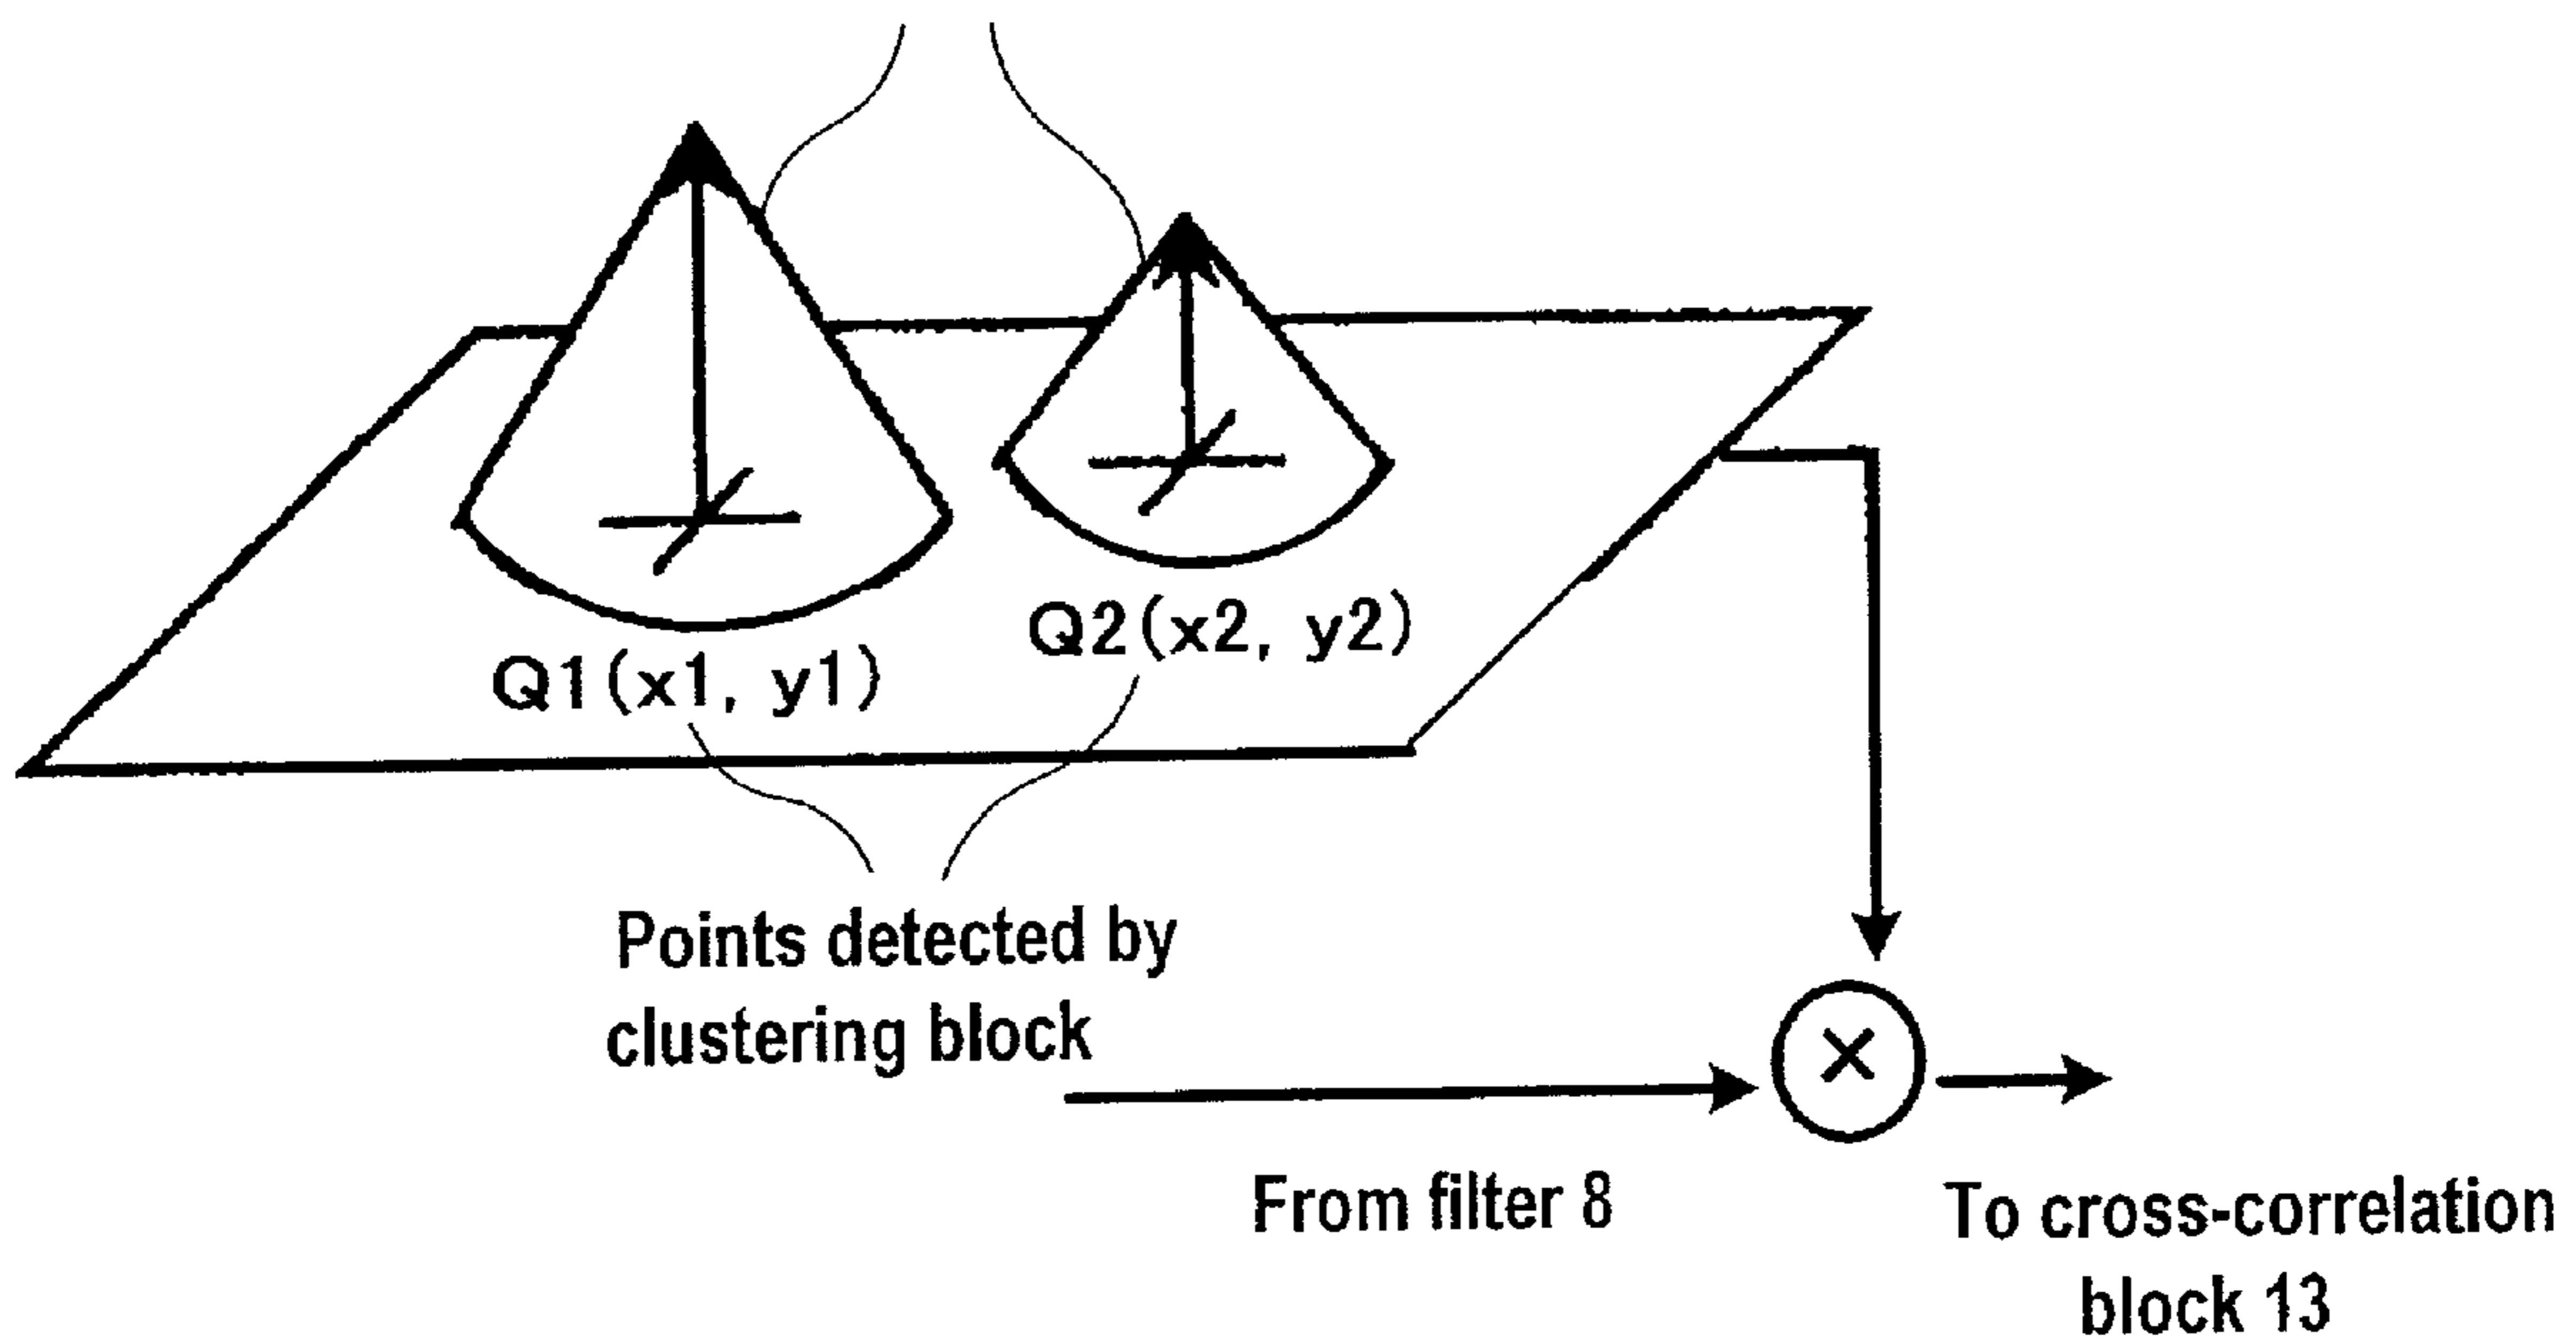 Q1(x1, y1)
Q2(x2, y2)
Points detected by
clustering block
From filter 8
To cross-correlation
block 13